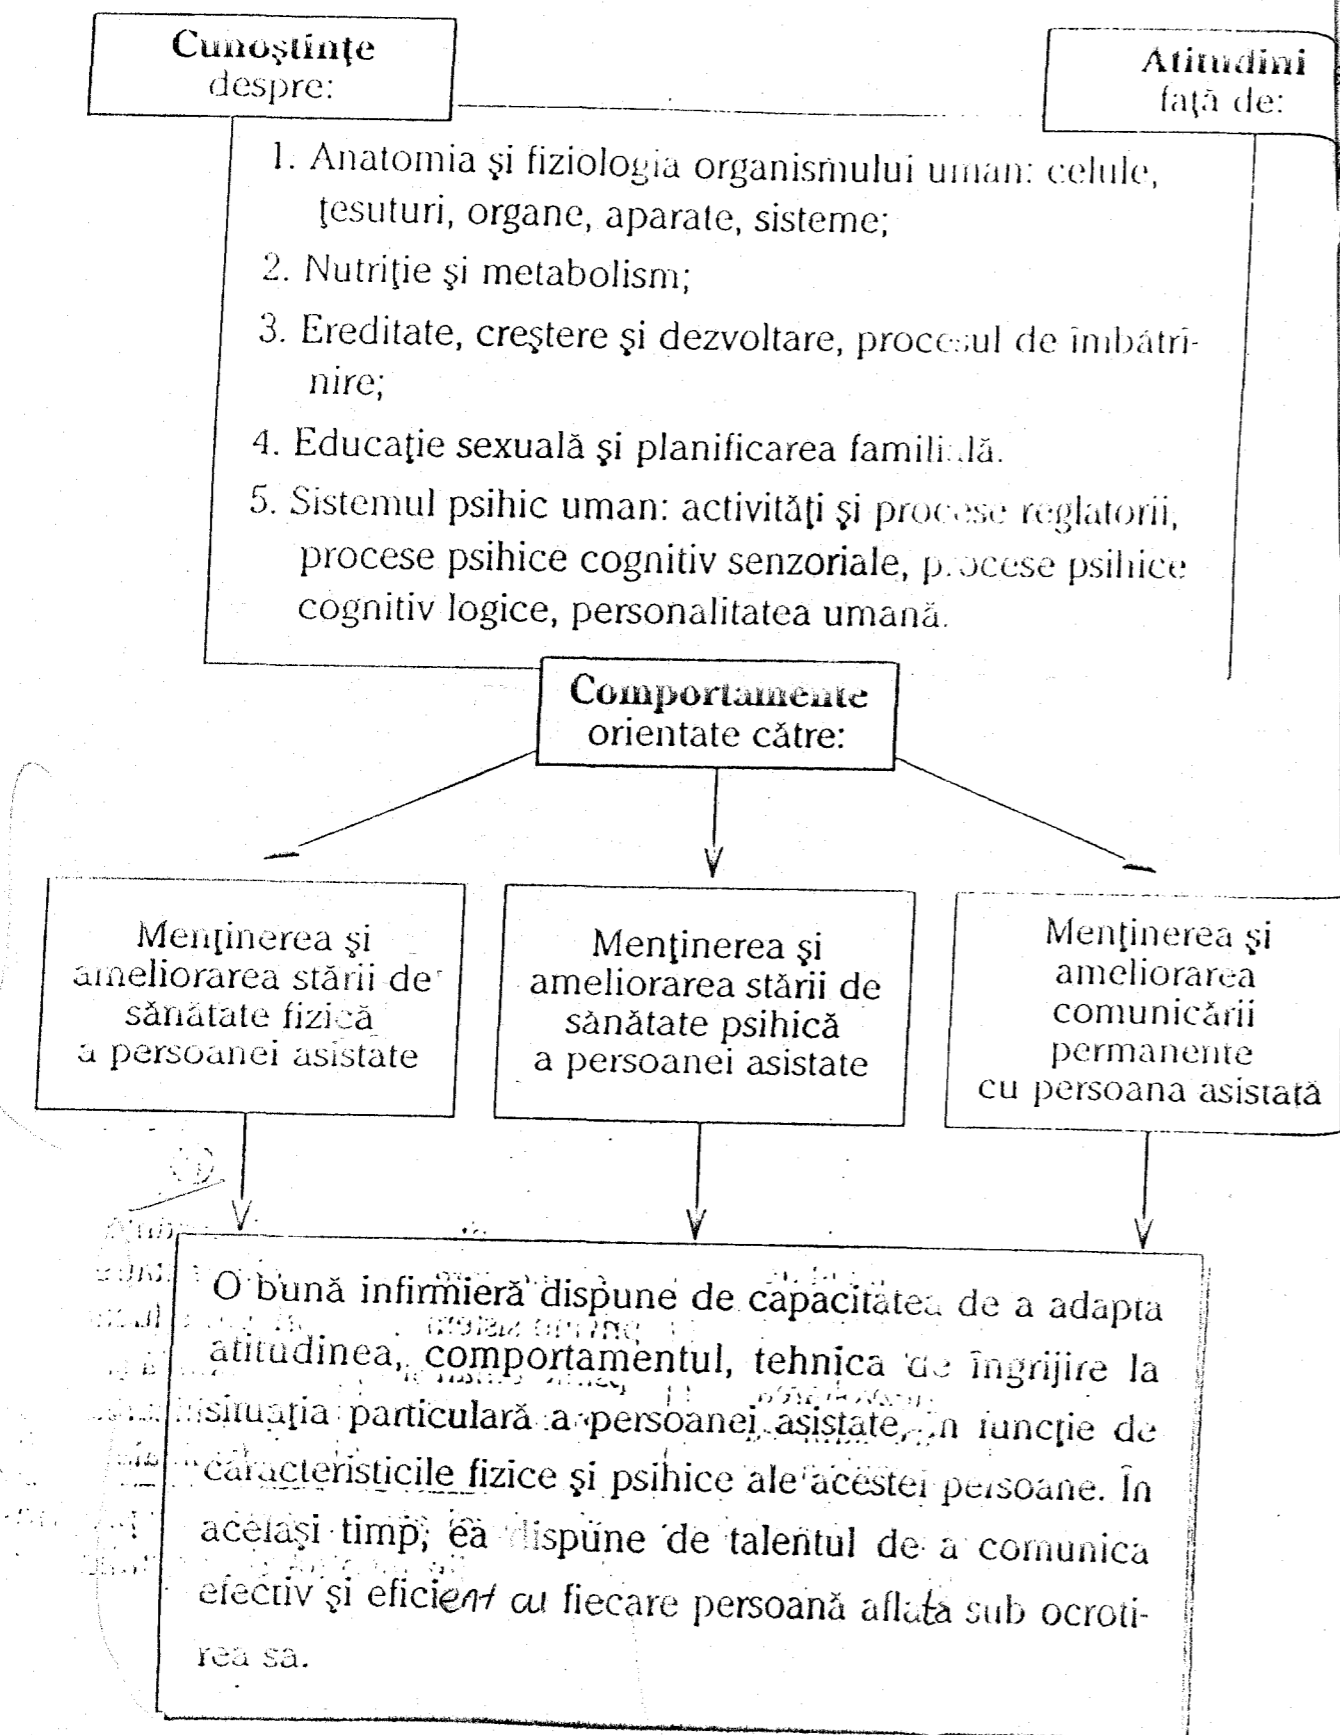 Cunoştinţe
despre:
Atitudini
faţă de:
1. Anatomia şi fiziologia organismului uman: celule,
ţesuturi, organe, aparate, sisteme;
2. Nutriţie şi metabolism;
3. Ereditate, creştere şi dezvoltare, procesul de îmbătrî-
nire;
4. Educaţie sexuală şi planificarea familială.
5. Sistemul psihic uman: activităţi şi procese reglatorii,
procese psihice cognitiv senzoriale, procese psihice
cognitiv logice, personalitatea umană.
Comportamente
orientate către:
Menţinerea şi
ameliorarea stării de
sănătate fizică
a persoanei asistate
Menţinerea şi
ameliorarea stării de
sănătate psihică
a persoanei asistate
Menţinerea şi
ameliorarea
comunicării
permanente
cu persoana asistată
O bună infirmieră dispune de capacitatea de a adapta
atitudinea, comportamentul, tehnica de îngrijire la
situaţia particulară a persoanei asistate, în funcţie de
caracteristicile fizice şi psihice ale acestei persoane. În
acelaşi timp, ea dispune de talentul de a comunica
efectiv şi eficient cu fiecare persoană aflată sub ocroti-
rea sa.